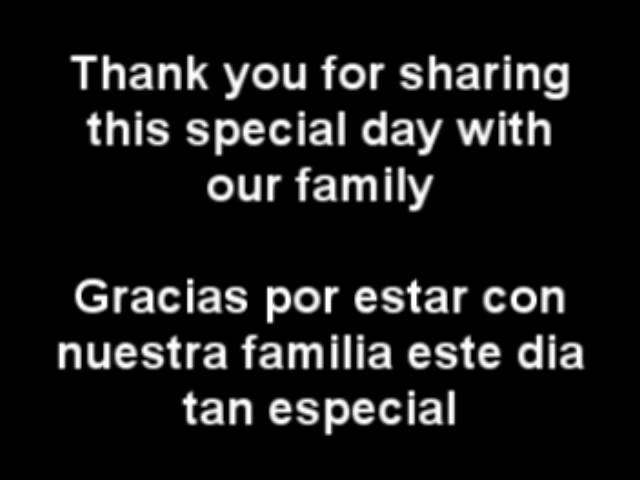 Thank you for sharing
this special day with
our family
Gracias por estar con
nuestra familia este dia
tan especial